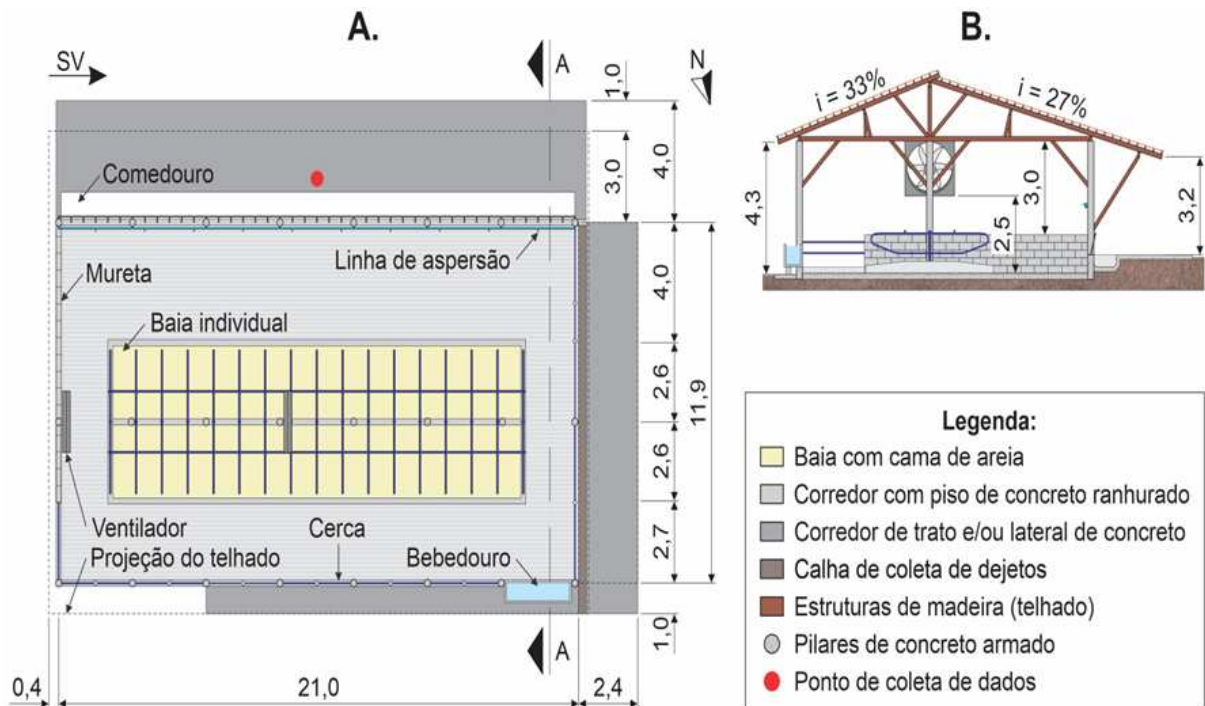 A.
SV
A
N
1,0
4,0
3,0
Comedouro
Linha de aspersão
Mureta
Baia individual
4,0
2,6
11,9
2,6
2,7
Ventilador
Projeção do telhado
Cerca
Bebedouro
1,0
A
0,4
21,0
2,4
B.
i = 33%
i = 27%
4,3
3,0
2,5
3,2
Legenda:
Baia com cama de areia
Corredor com piso de concreto ranhurado
Corredor de trato e/ou lateral de concreto
Calha de coleta de dejetos
Estruturas de madeira (telhado)
Pilares de concreto armado
Ponto de coleta de dados